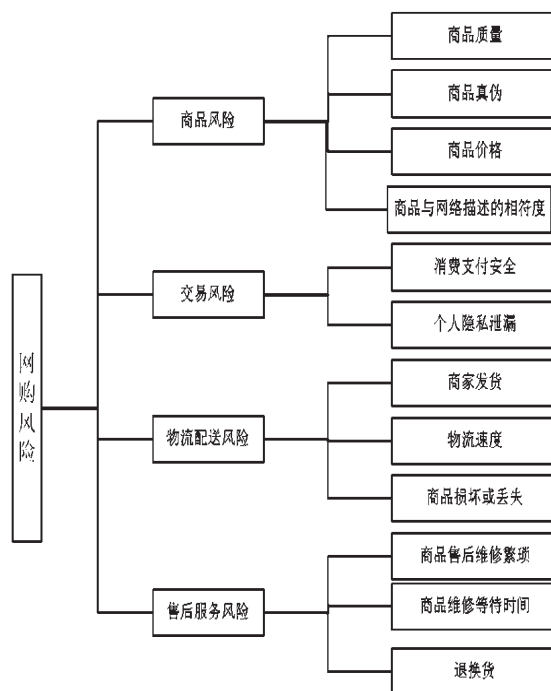 网购风险
商品风险
商品质量
商品真伪
商品价格
商品与网络描述的相符度
交易风险
消费支付安全
个人隐私泄漏
物流配送风险
商家发货
物流速度
商品损坏或丢失
售后服务风险
商品售后维修繁琐
商品维修等待时间
退换货